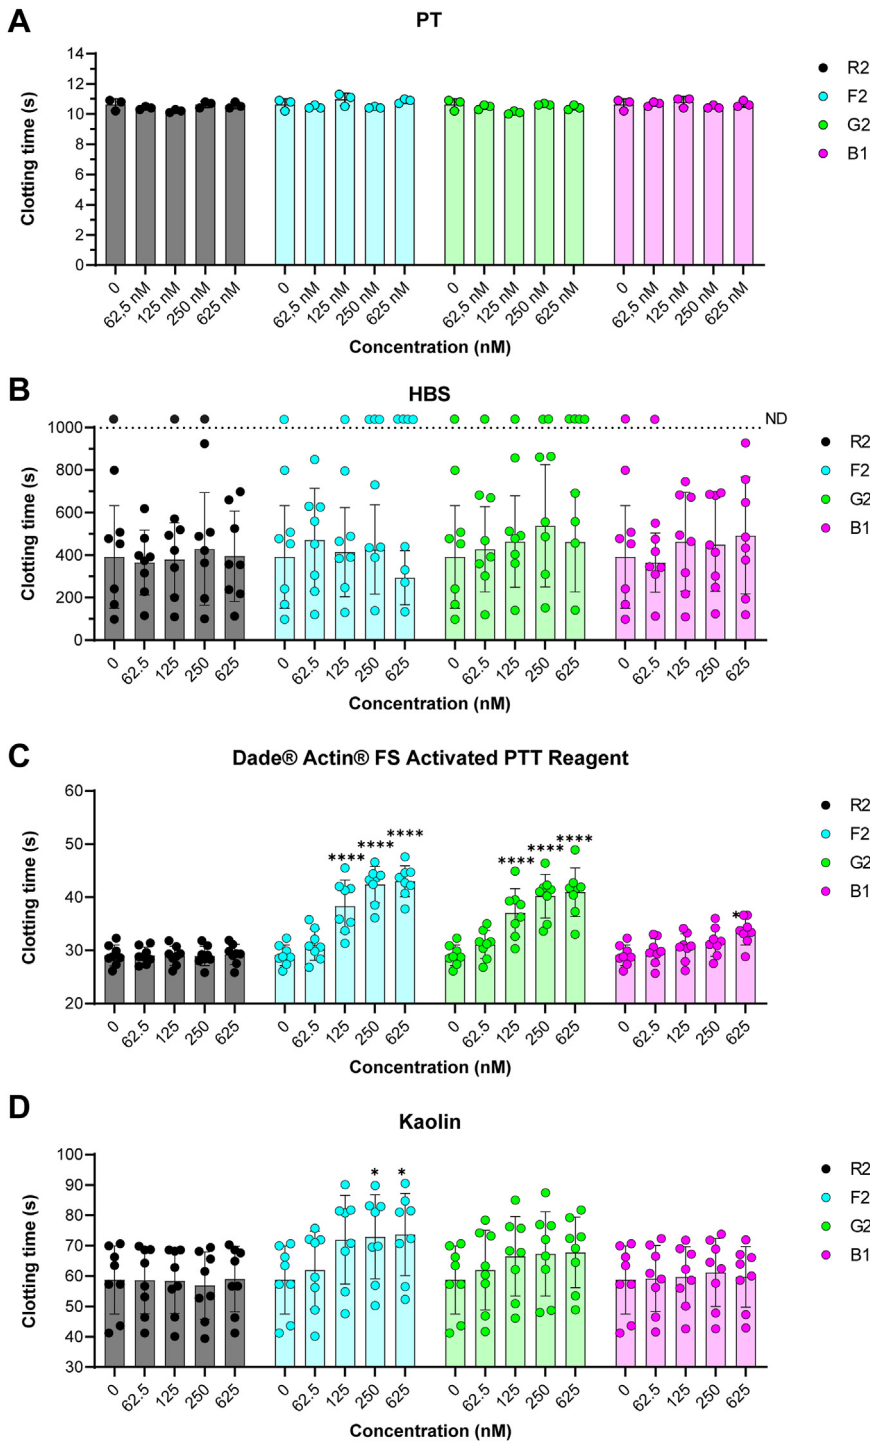 A
PT
Clotting time (s)
14
12
10
8
6
4
2
0
0
62,5 nM
125 nM
250 nM
625 nM
0
62,5 nM
125 nM
250 nM
625 nM
0
62,5 nM
125 nM
250 nM
625 nM
0
62,5 nM
125 nM
250 nM
625 nM
Concentration (nM)
R2
F2
G2
B1
B
HBS
Clotting time (s)
1000
800
600
400
200
0
ND
0
62.5
125
250
625
0
62.5
125
250
625
0
62.5
125
250
625
0
62.5
125
250
625
Concentration (nM)
R2
F2
G2
B1
C
Dade® Actin® FS Activated PTT Reagent
Clotting time (s)
60
50
40
30
20
****
****
****
****
****
****
*
0
62.5
125
250
625
0
62.5
125
250
625
0
62.5
125
250
625
0
62.5
125
250
625
Concentration (nM)
R2
F2
G2
B1
D
Kaolin
Clotting time (s)
100
90
80
70
60
50
40
30
*
*
0
62.5
125
250
625
0
62.5
125
250
625
0
62.5
125
250
625
0
62.5
125
250
625
Concentration (nM)
R2
F2
G2
B1